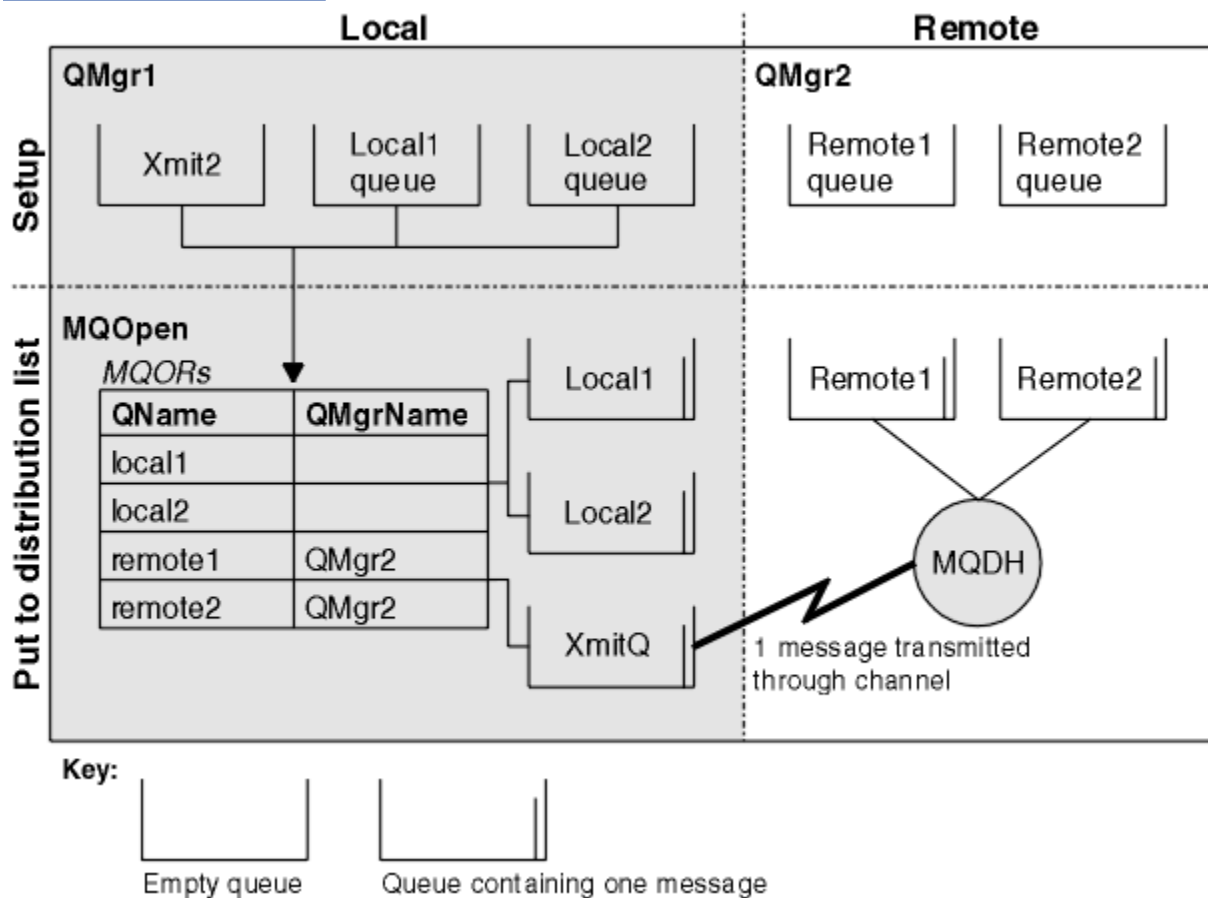 Local
Remote
Setup
QMgr1
QMgr2
Xmit2
Local1
queue
Local2
queue
Remote1
queue
Remote2
queue
Put to distribution list
MQOpen
MQORs
QName QMgrName
local1
local2
remote1 QMgr2
remote2 QMgr2
Local1
Local2
XmitQ
Remote1
Remote2
MQDH
1 message transmitted
through channel
Key:
Empty queue
Queue containing one message